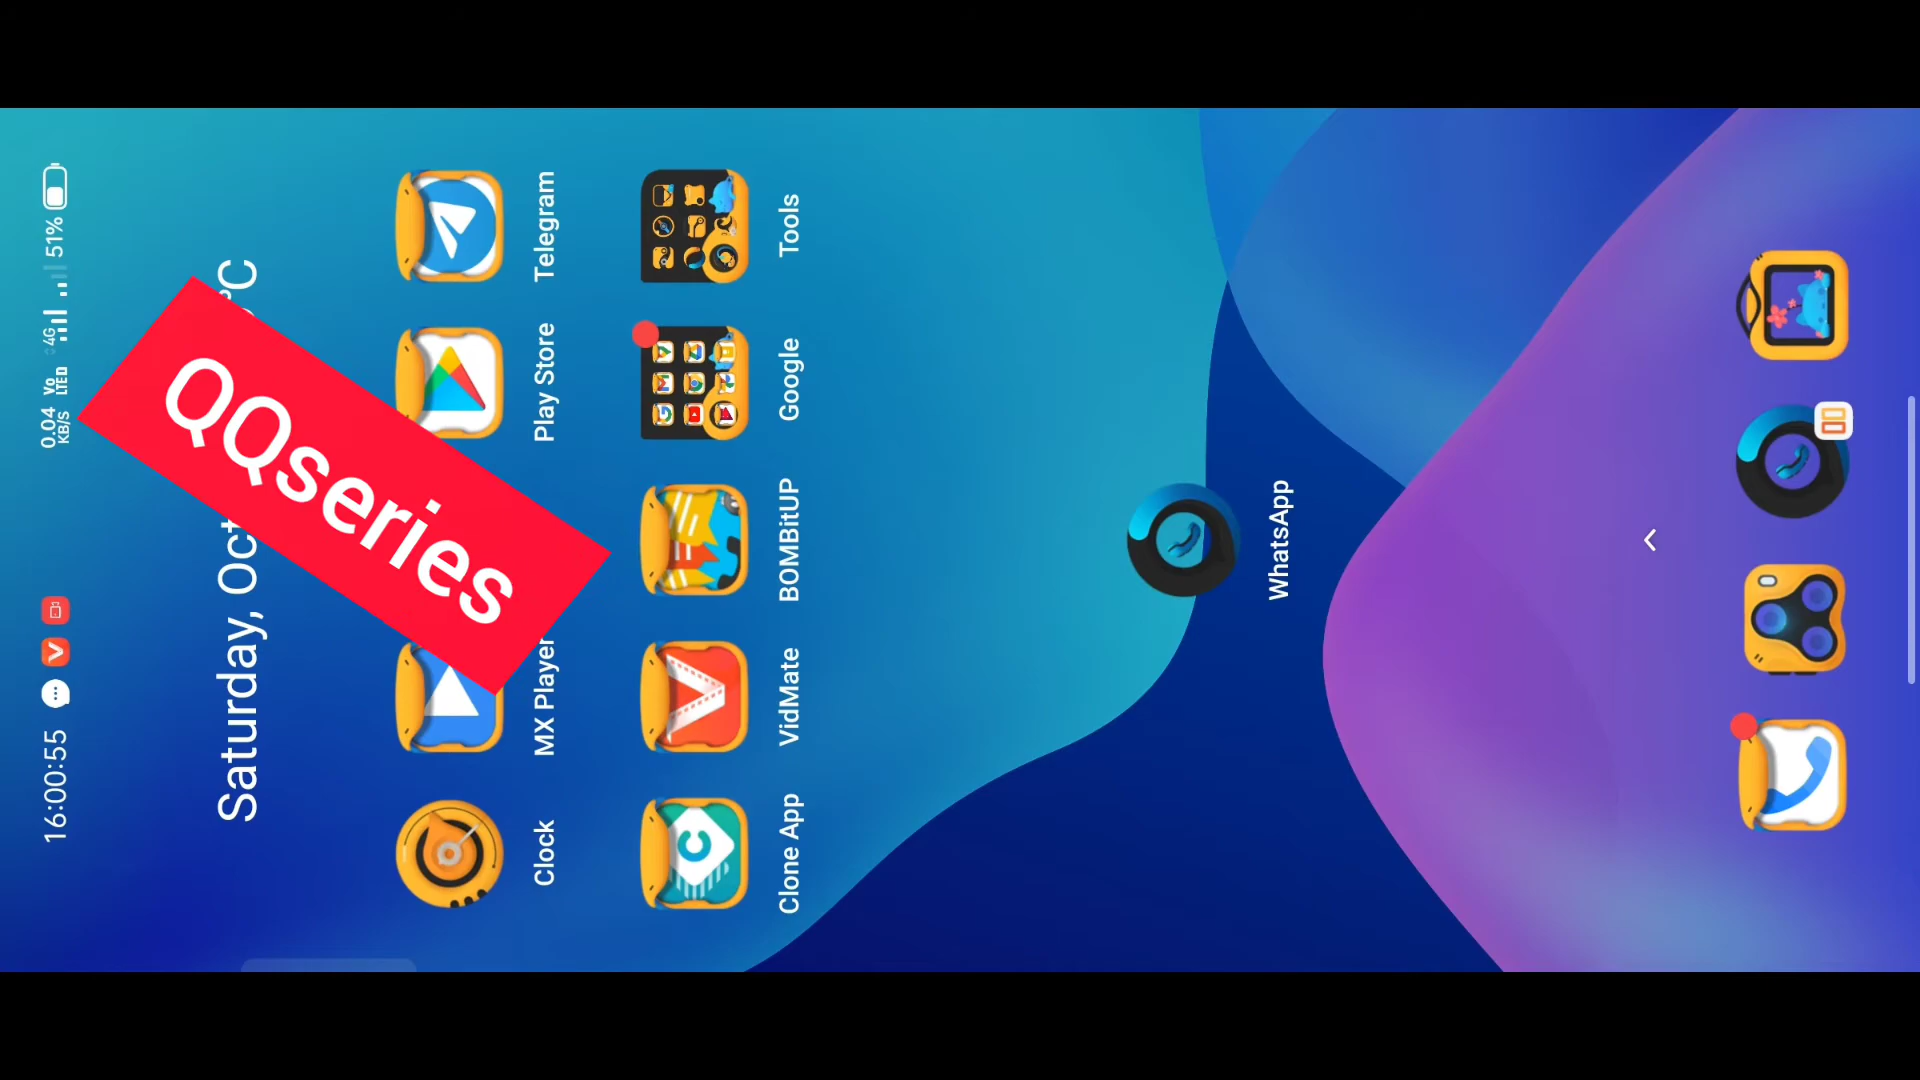 16:00:55
0.04 KB/S Vo LTE 4G 51%
Saturday, Oct
°C
QQseries
Clock
MX Player
Play Store
Telegram
Clone App
VidMate
BOMBitUP
Google
Tools
WhatsApp